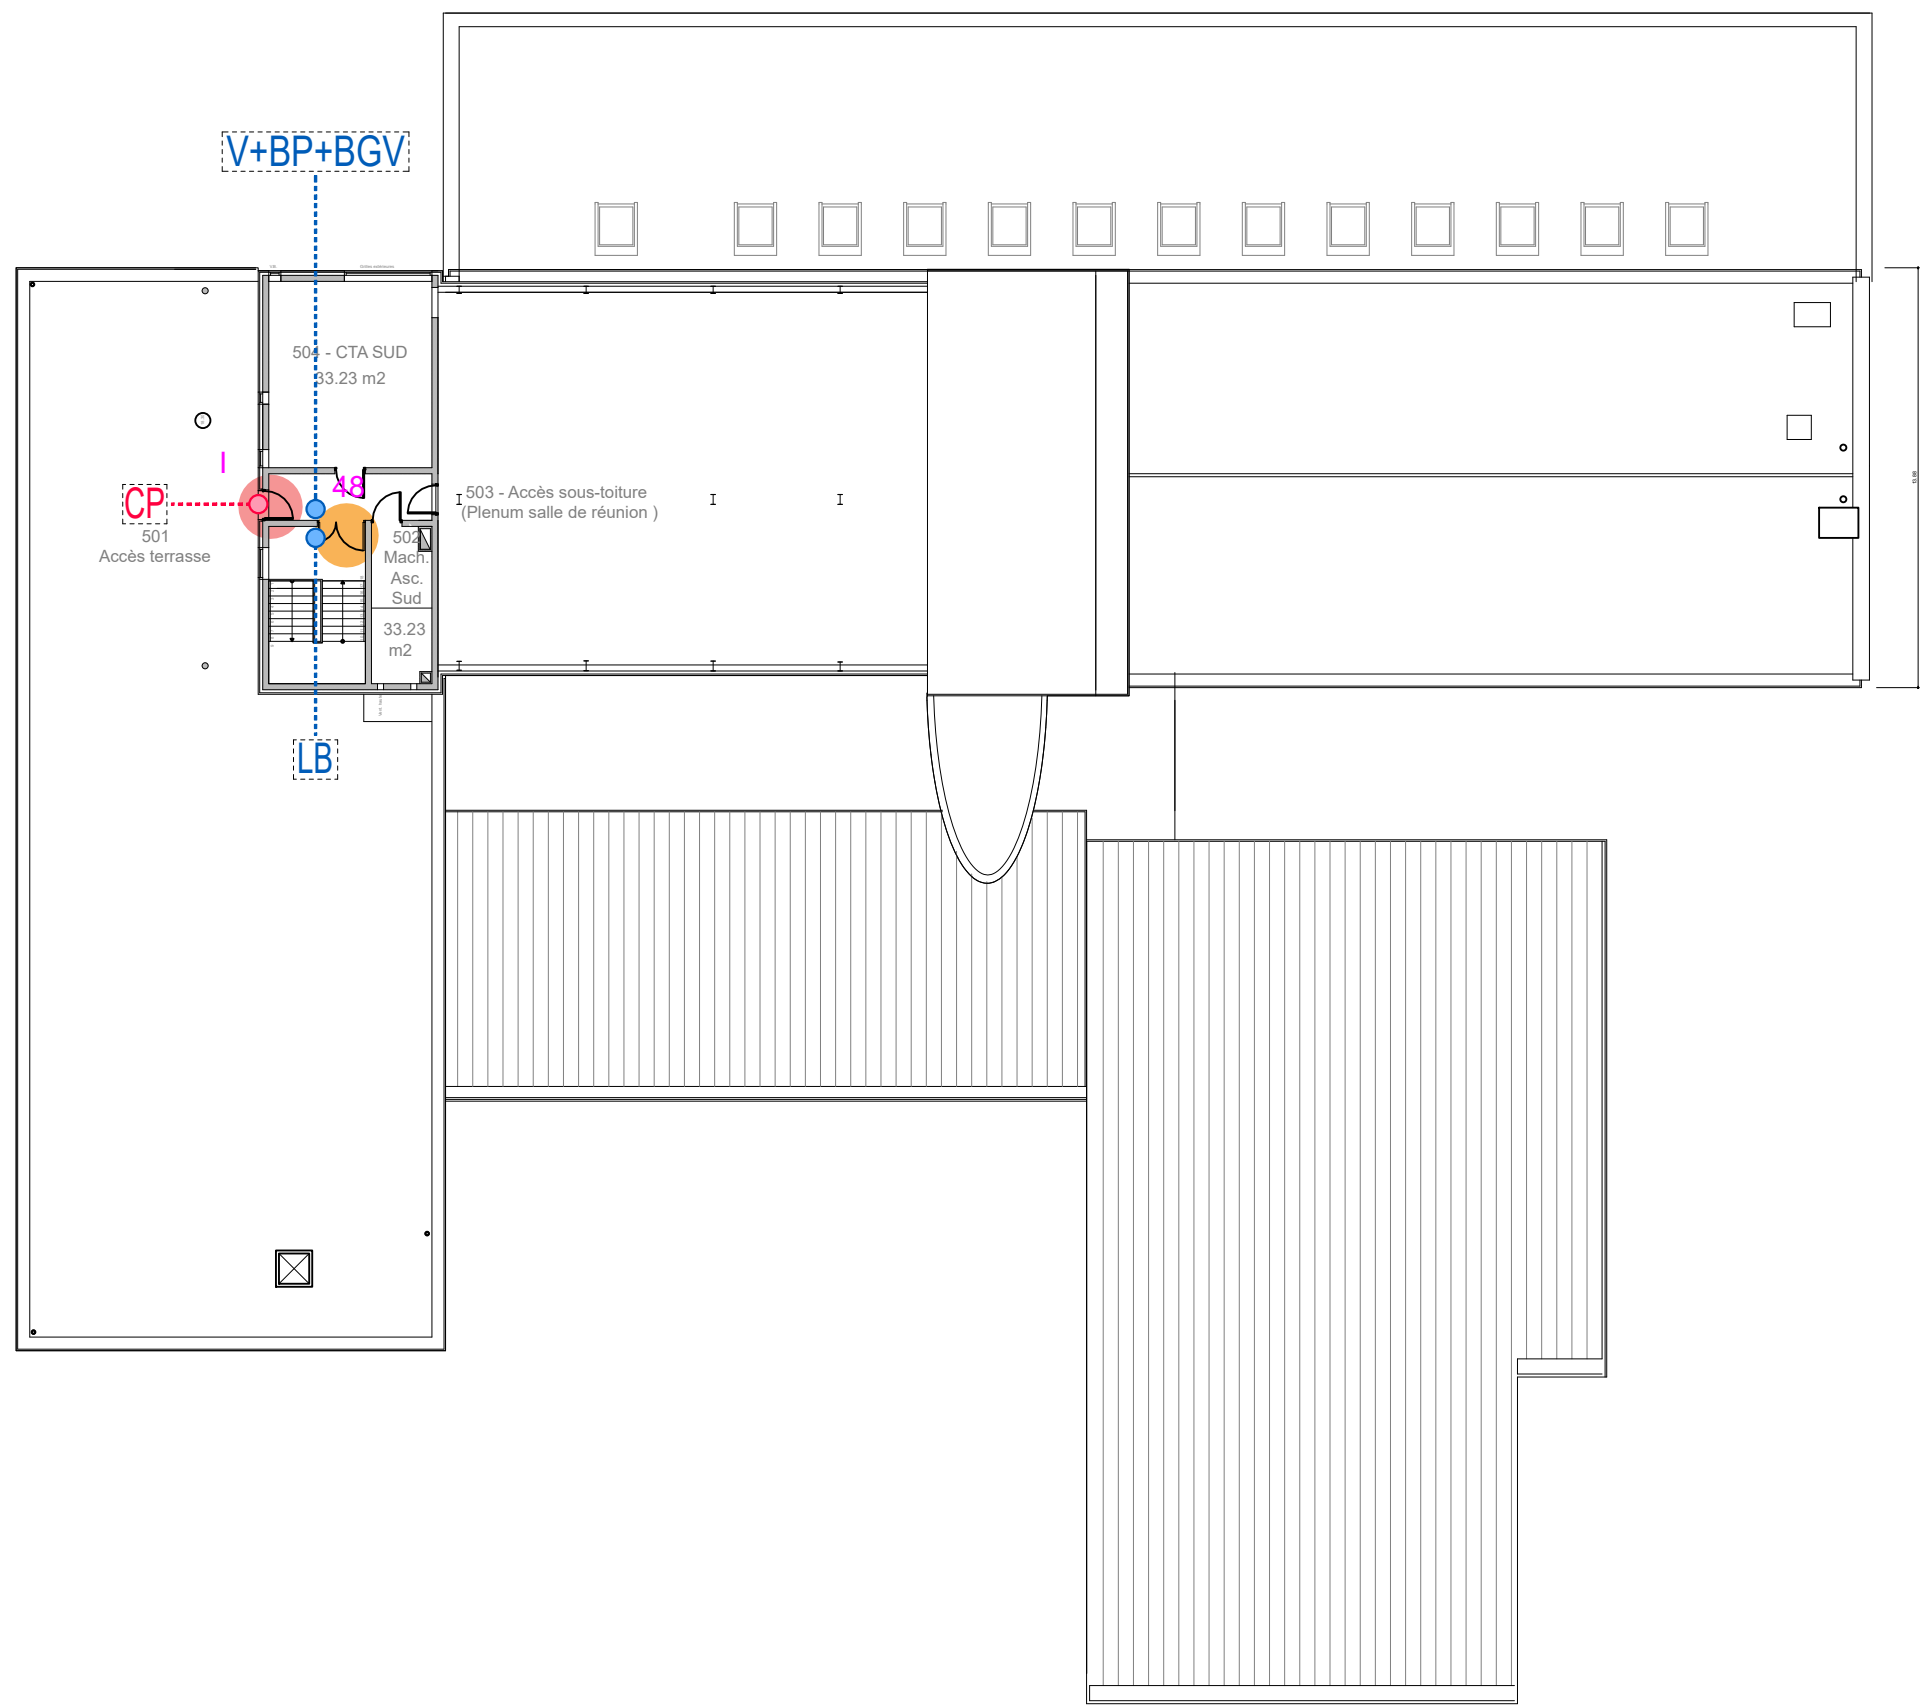 V+BP+BGV
504 - CTA SUD
33.23 m2
I
48
CP
501
Accès terrasse
503 - Accès sous-toiture
(Plenum salle de réunion )
502
Mach.
Asc.
Sud
33.23
m2
LB